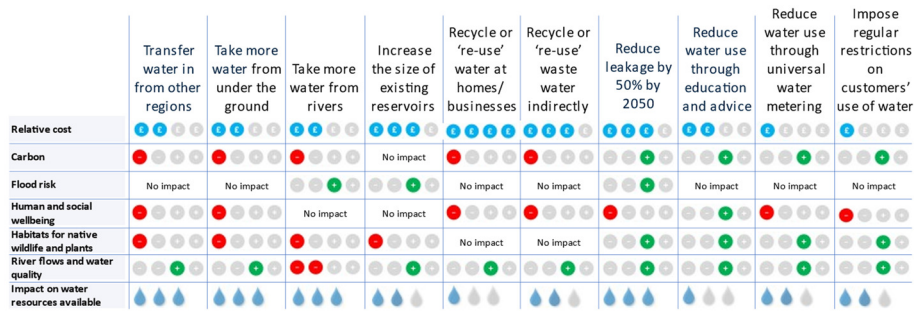 Transfer
water in
from other
regions
Take more
water from
under the
ground
Take more
water from
rivers
Increase
the size of
existing
reservoirs
Recycle or
‘re-use’
water at
homes/
businesses
Recycle or
‘re-use’
waste
water
indirectly
Reduce
leakage by
50% by
2050
Reduce
water use
through
education
and advice
Reduce
water use
through
universal
water
metering
Impose
regular
restrictions
on
customers’
use of water
Relative cost
££££ ££££ ££££ ££££ ££££ ££££ ££££ ££££ ££££ ££££
Carbon
No impact
Flood risk
No impact No impact No impact No impact No impact No impact
Human and social
wellbeing
No impact No impact
Habitats for native
wildlife and plants
No impact No impact
River flows and water
quality
Impact on water
resources available